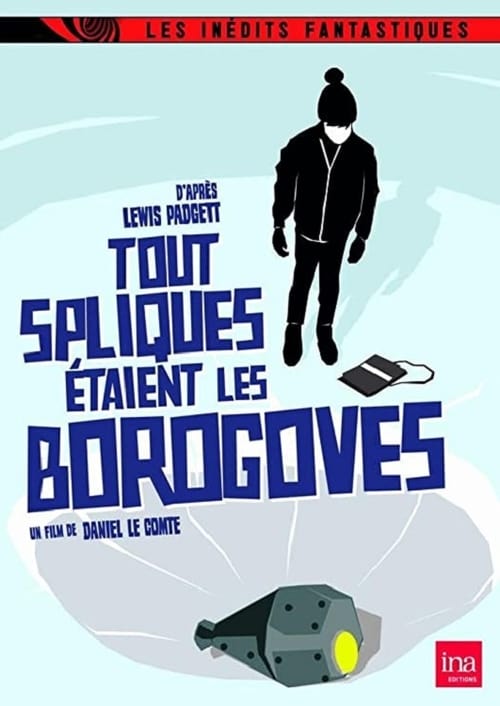 LES INÉDITS FANTASTIQUES
D'APRÈS
LEWIS PADGETT
TOUT
SPLIQUES
ÉTAIENT LES
BOROGOVES
UN FILM DE DANIEL LE COMTE
ina
EDITIONS